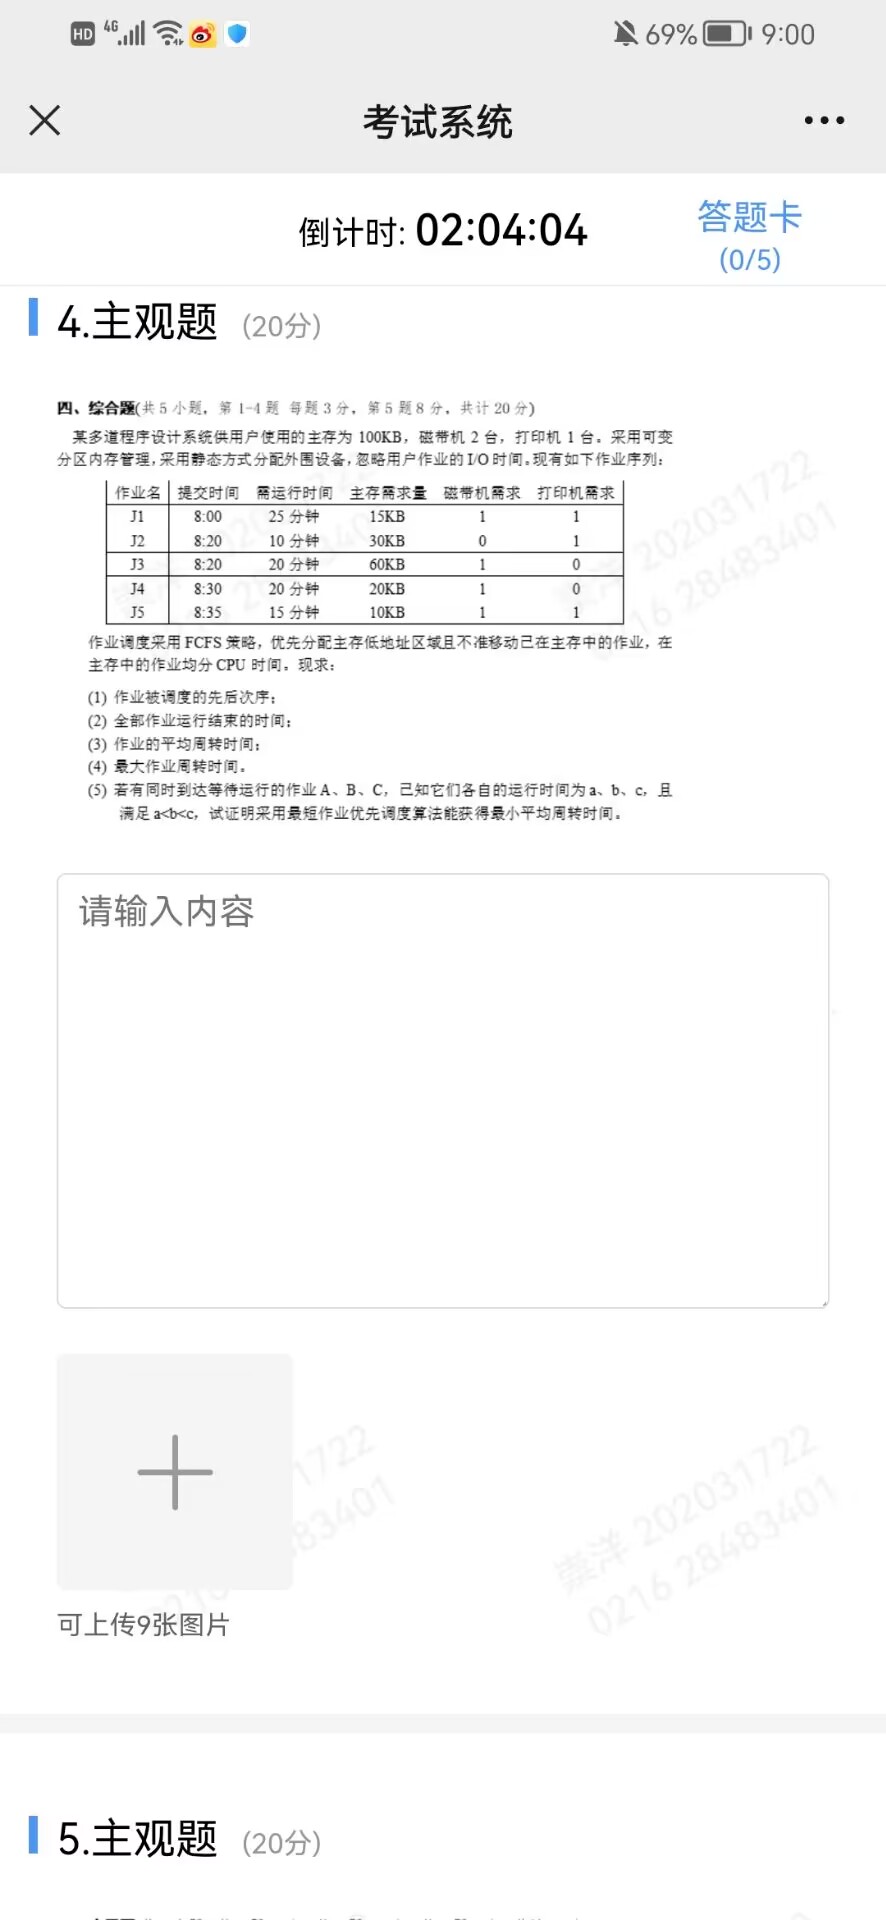 HD 4G 69% 9:00
考试系统
倒计时: 02:04:04
答题卡
(0/5)
4.主观题 (20分)
四、综合题(共 5 小题，第 1-4 题 每题 3 分，第 5 题 8 分，共计 20 分)
某多道程序设计系统供用户使用的主存为 100KB，磁带机 2 台，打印机 1 台。采用可变
分区内存管理,采用静态方式分配外围设备,忽略用户作业的 I/O 时间。现有如下作业序列:
作业名 提交时间 需运行时间 主存需求量 磁带机需求 打印机需求
J1 8:00 25 分钟 15KB 1 1
J2 8:20 10 分钟 30KB 0 1
J3 8:20 20 分钟 60KB 1 0
J4 8:30 20 分钟 20KB 1 0
J5 8:35 15 分钟 10KB 1 1
作业调度采用 FCFS 策略，优先分配主存低地址区域且不准移动已在主存中的作业，在
主存中的作业均分 CPU 时间。现求:
(1) 作业被调度的先后次序;
(2) 全部作业运行结束的时间;
(3) 作业的平均周转时间;
(4) 最大作业周转时间。
(5) 若有同时到达等待运行的作业 A、B、C，已知它们各自的运行时间为 a、b、c，且
满足 a<b<c，试证明采用最短作业优先调度算法能获得最小平均周转时间。
崇洋 202031722
0216 28483401
请输入内容
可上传9张图片
1722
83401
崇洋 202031722
0216 28483401
5.主观题 (20分)